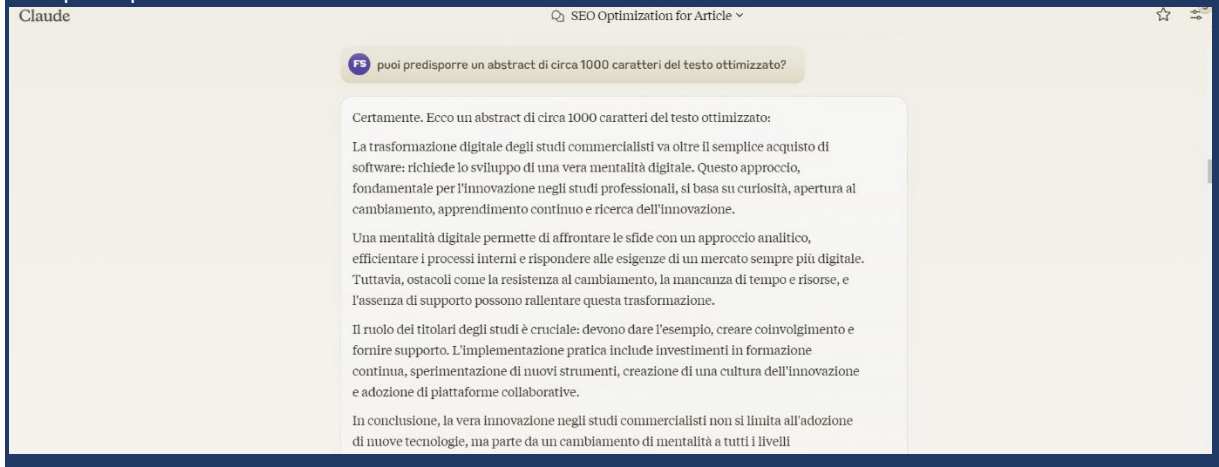 Claude
SEO Optimization for Article
FS
puoi predisporre un abstract di circa 1000 caratteri del testo ottimizzato?
Certamente. Ecco un abstract di circa 1000 caratteri del testo ottimizzato:
La trasformazione digitale degli studi commercialisti va oltre il semplice acquisto di
software: richiede lo sviluppo di una vera mentalità digitale. Questo approccio,
fondamentale per l'innovazione negli studi professionali, si basa su curiosità, apertura al
cambiamento, apprendimento continuo e ricerca dell'innovazione.
Una mentalità digitale permette di affrontare le sfide con un approccio analitico,
efficientare i processi interni e rispondere alle esigenze di un mercato sempre più digitale.
Tuttavia, ostacoli come la resistenza al cambiamento, la mancanza di tempo e risorse, e
l'assenza di supporto possono rallentare questa trasformazione.
Il ruolo dei titolari degli studi è cruciale: devono dare l'esempio, creare coinvolgimento e
fornire supporto. L'implementazione pratica include investimenti in formazione
continua, sperimentazione di nuovi strumenti, creazione di una cultura dell'innovazione
e adozione di piattaforme collaborative.
In conclusione, la vera innovazione negli studi commercialisti non si limita all'adozione
di nuove tecnologie, ma parte da un cambiamento di mentalità a tutti i livelli